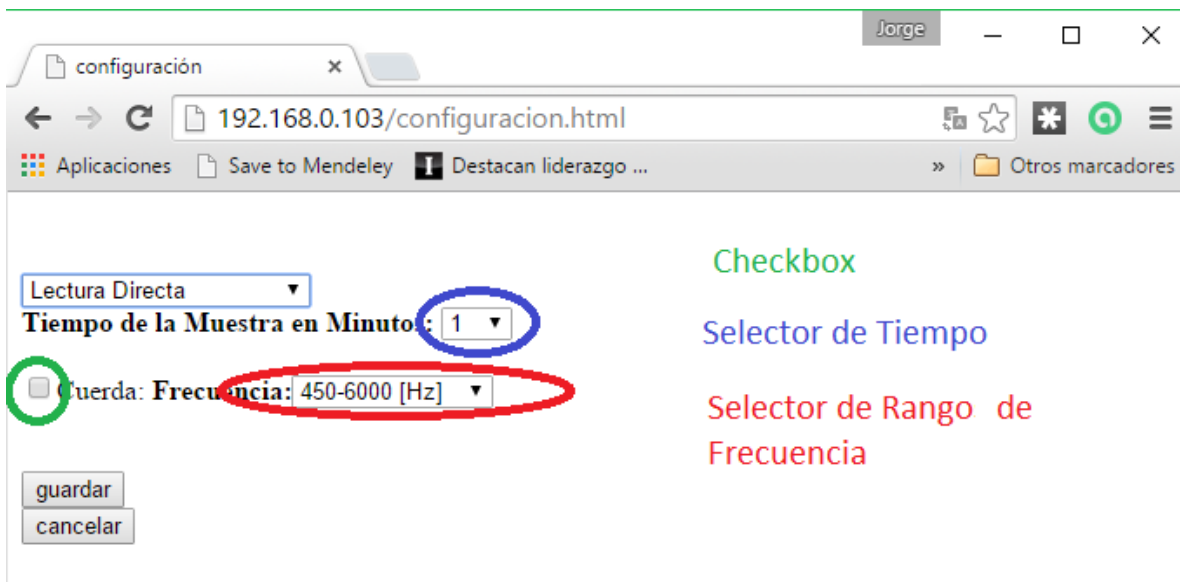 Jorge
configuración
192.168.0.103/configuracion.html
Aplicaciones Save to Mendeley I Destacan liderazgo ... » Otros marcadores
Checkbox
Lectura Directa
Tiempo de la Muestra en Minutos: 1
Selector de Tiempo
Cuerda: Frecuencia: 450-6000 [Hz]
Selector de Rango de
Frecuencia
guardar
cancelar